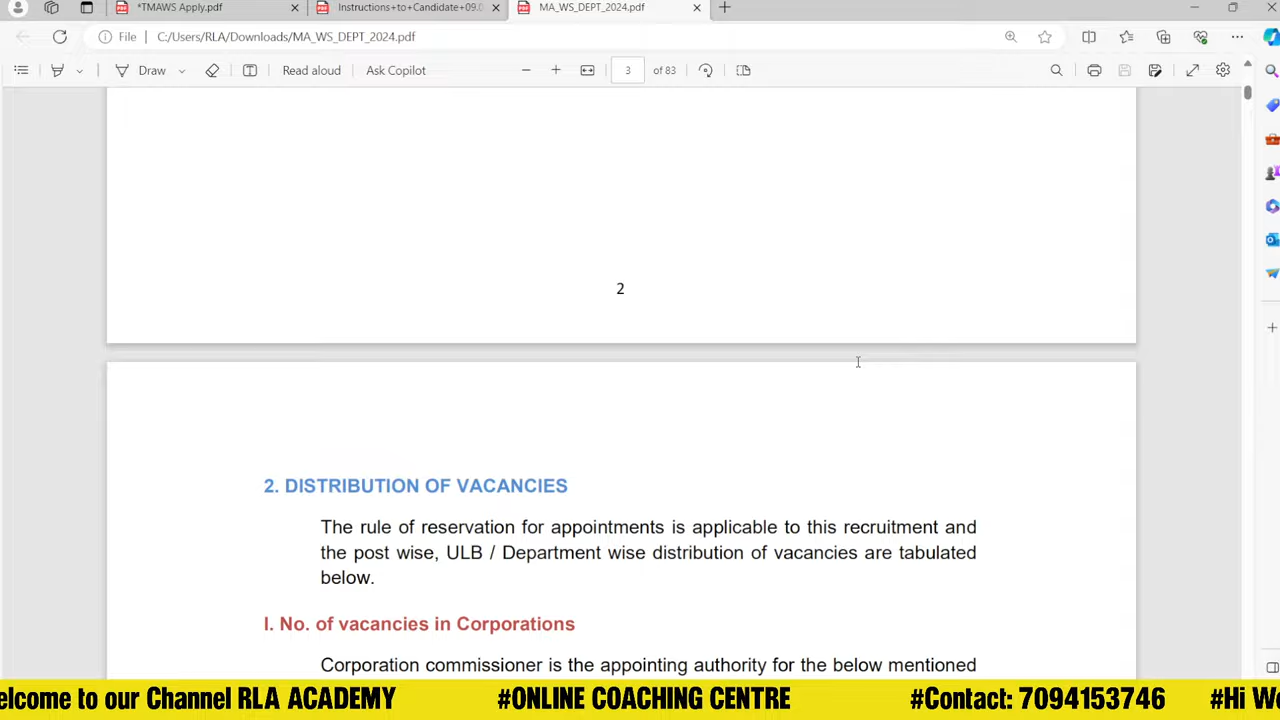 *TMAWS Apply.pdf
Instructions+to+Candidate+09.0
MA_WS_DEPT_2024.pdf
File C:/Users/RLA/Downloads/MA_WS_DEPT_2024.pdf
Draw Read aloud Ask Copilot 3 of 83
2
2. DISTRIBUTION OF VACANCIES
The rule of reservation for appointments is applicable to this recruitment and
the post wise, ULB / Department wise distribution of vacancies are tabulated
below.
I. No. of vacancies in Corporations
Corporation commissioner is the appointing authority for the below mentioned
elcome to our Channel RLA ACADEMY #ONLINE COACHING CENTRE #Contact: 7094153746 #Hi We